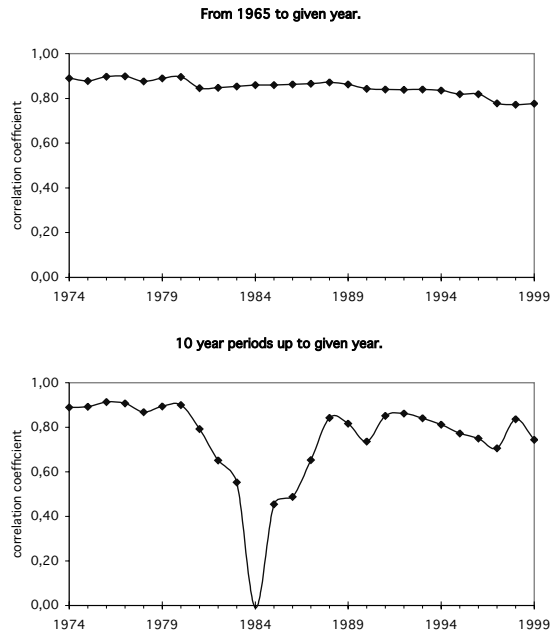 From 1965 to given year.
1,00
0,80
0,60
0,40
0,20
0,00
correlation coefficient
1974 1979 1984 1989 1994 1999
10 year periods up to given year.
1,00
0,80
0,60
0,40
0,20
0,00
correlation coefficient
1974 1979 1984 1989 1994 1999